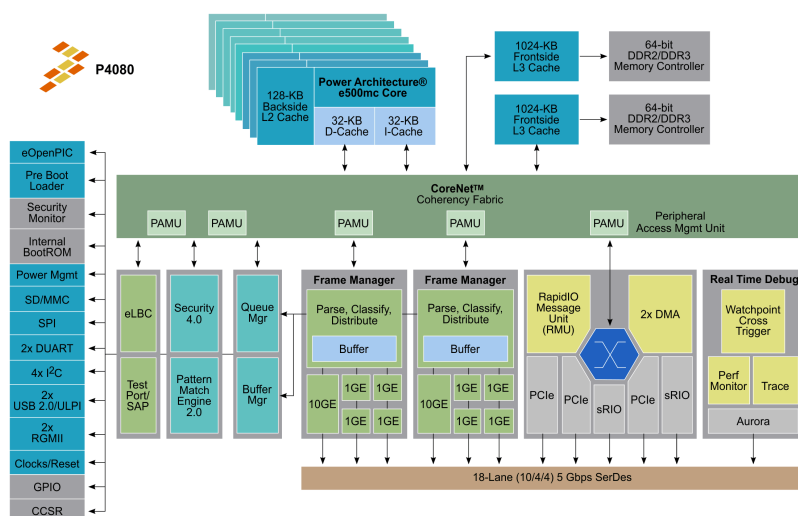 P4080
128-KB
Backside
L2 Cache
Power Architecture®
e500mc Core
32-KB
D-Cache
32-KB
I-Cache
1024-KB
Frontside
L3 Cache
64-bit
DDR2/DDR3
Memory Controller
1024-KB
Frontside
L3 Cache
64-bit
DDR2/DDR3
Memory Controller
eOpenPIC
Pre Boot
Loader
Security
Monitor
Internal
BootROM
Power Mgmt
SD/MMC
SPI
2x DUART
4x I²C
2x
USB 2.0/ULPI
2x
RGMII
Clocks/Reset
GPIO
CCSR
CoreNet™
Coherency Fabric
PAMU
PAMU
PAMU
PAMU
PAMU
Peripheral
Access Mgmt Unit
eLBC
Test
Port/
SAP
Security
4.0
Pattern
Match
Engine
2.0
Queue
Mgr
Buffer
Mgr
Frame Manager
Parse, Classify,
Distribute
Buffer
10GE
1GE
1GE
1GE
1GE
Frame Manager
Parse, Classify,
Distribute
Buffer
10GE
1GE
1GE
1GE
1GE
RapidIO
Message
Unit
(RMU)
2x DMA
PCIe
PCIe
sRIO
PCIe
sRIO
Real Time Debug
Watchpoint
Cross
Trigger
Perf
Monitor
Trace
Aurora
18-Lane (10/4/4) 5 Gbps SerDes